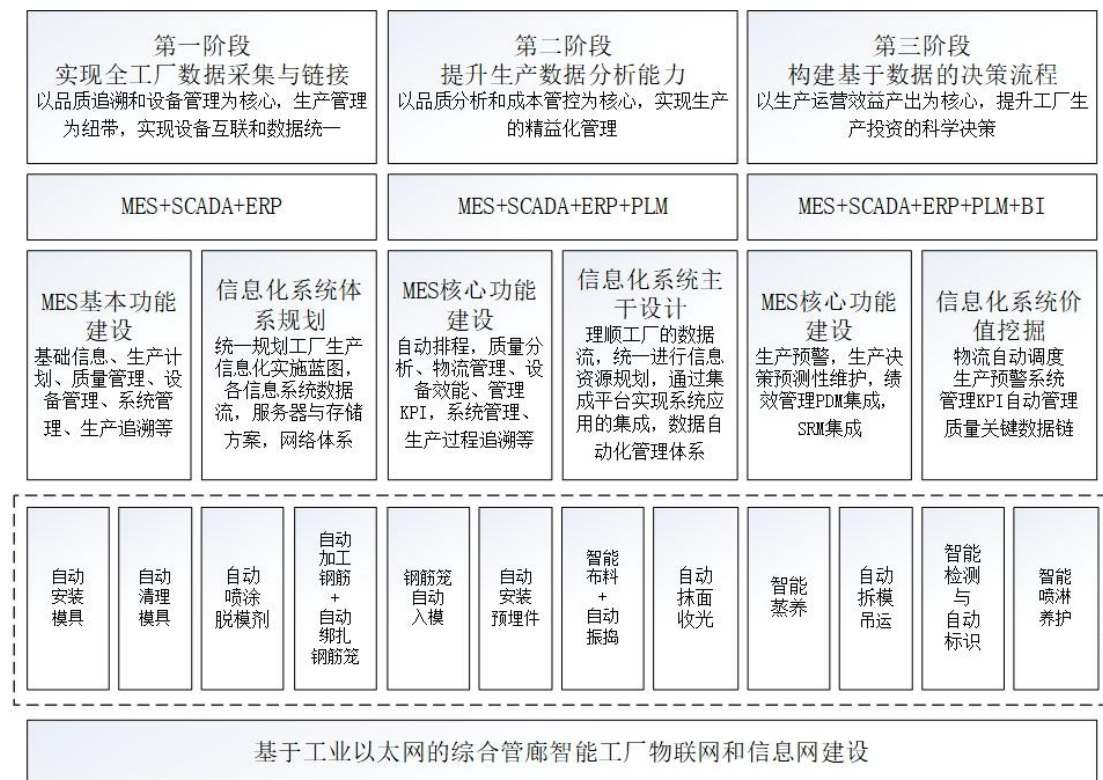 第一阶段
实现全工厂数据采集与链接
以品质追溯和设备管理为核心，生产管理
为纽带，实现设备互联和数据统一
第二阶段
提升生产数据分析能力
以品质分析和成本管控为核心，实现生产
的精益化管理
第三阶段
构建基于数据的决策流程
以生产运营效益产出为核心，提升工厂生
产投资的科学决策
MES+SCADA+ERP
MES+SCADA+ERP+PLM
MES+SCADA+ERP+PLM+BI
MES基本功能
建设
基础信息、生产计
划、质量管理、设
备管理、系统管
理、生产追溯等
信息化系统体
系规划
统一规划工厂生产
信息化实施蓝图，
各信息系统数据
流，服务器与存储
方案，网络体系
MES核心功能
建设
自动排程，质量分
析、物流管理、设
备效能、管理
KPI，系统管理、
生产过程追溯等
信息化系统主
干设计
理顺工厂的数据
流，统一进行信息
资源规划，通过集
成平台实现系统应
用的集成，数据自
动化管理体系
MES核心功能
建设
生产预警，生产决
策预测性维护，绩
效管理PDM集成，
SRM集成
信息化系统价
值挖掘
物流自动调度
生产预警系统
管理KPI自动管理
质量关键数据链
自动
安装
模具
自动
清理
模具
自动
喷涂
脱模剂
自动
加工
钢筋
+
自动
绑扎
钢筋笼
钢筋笼
自动
入模
自动
安装
预埋件
智能
布料
+
自动
振捣
自动
抹面
收光
智能
蒸养
自动
拆模
吊运
智能
检测
与
自动
标识
智能
喷淋
养护
基于工业以太网的综合管廊智能工厂物联网和信息网建设